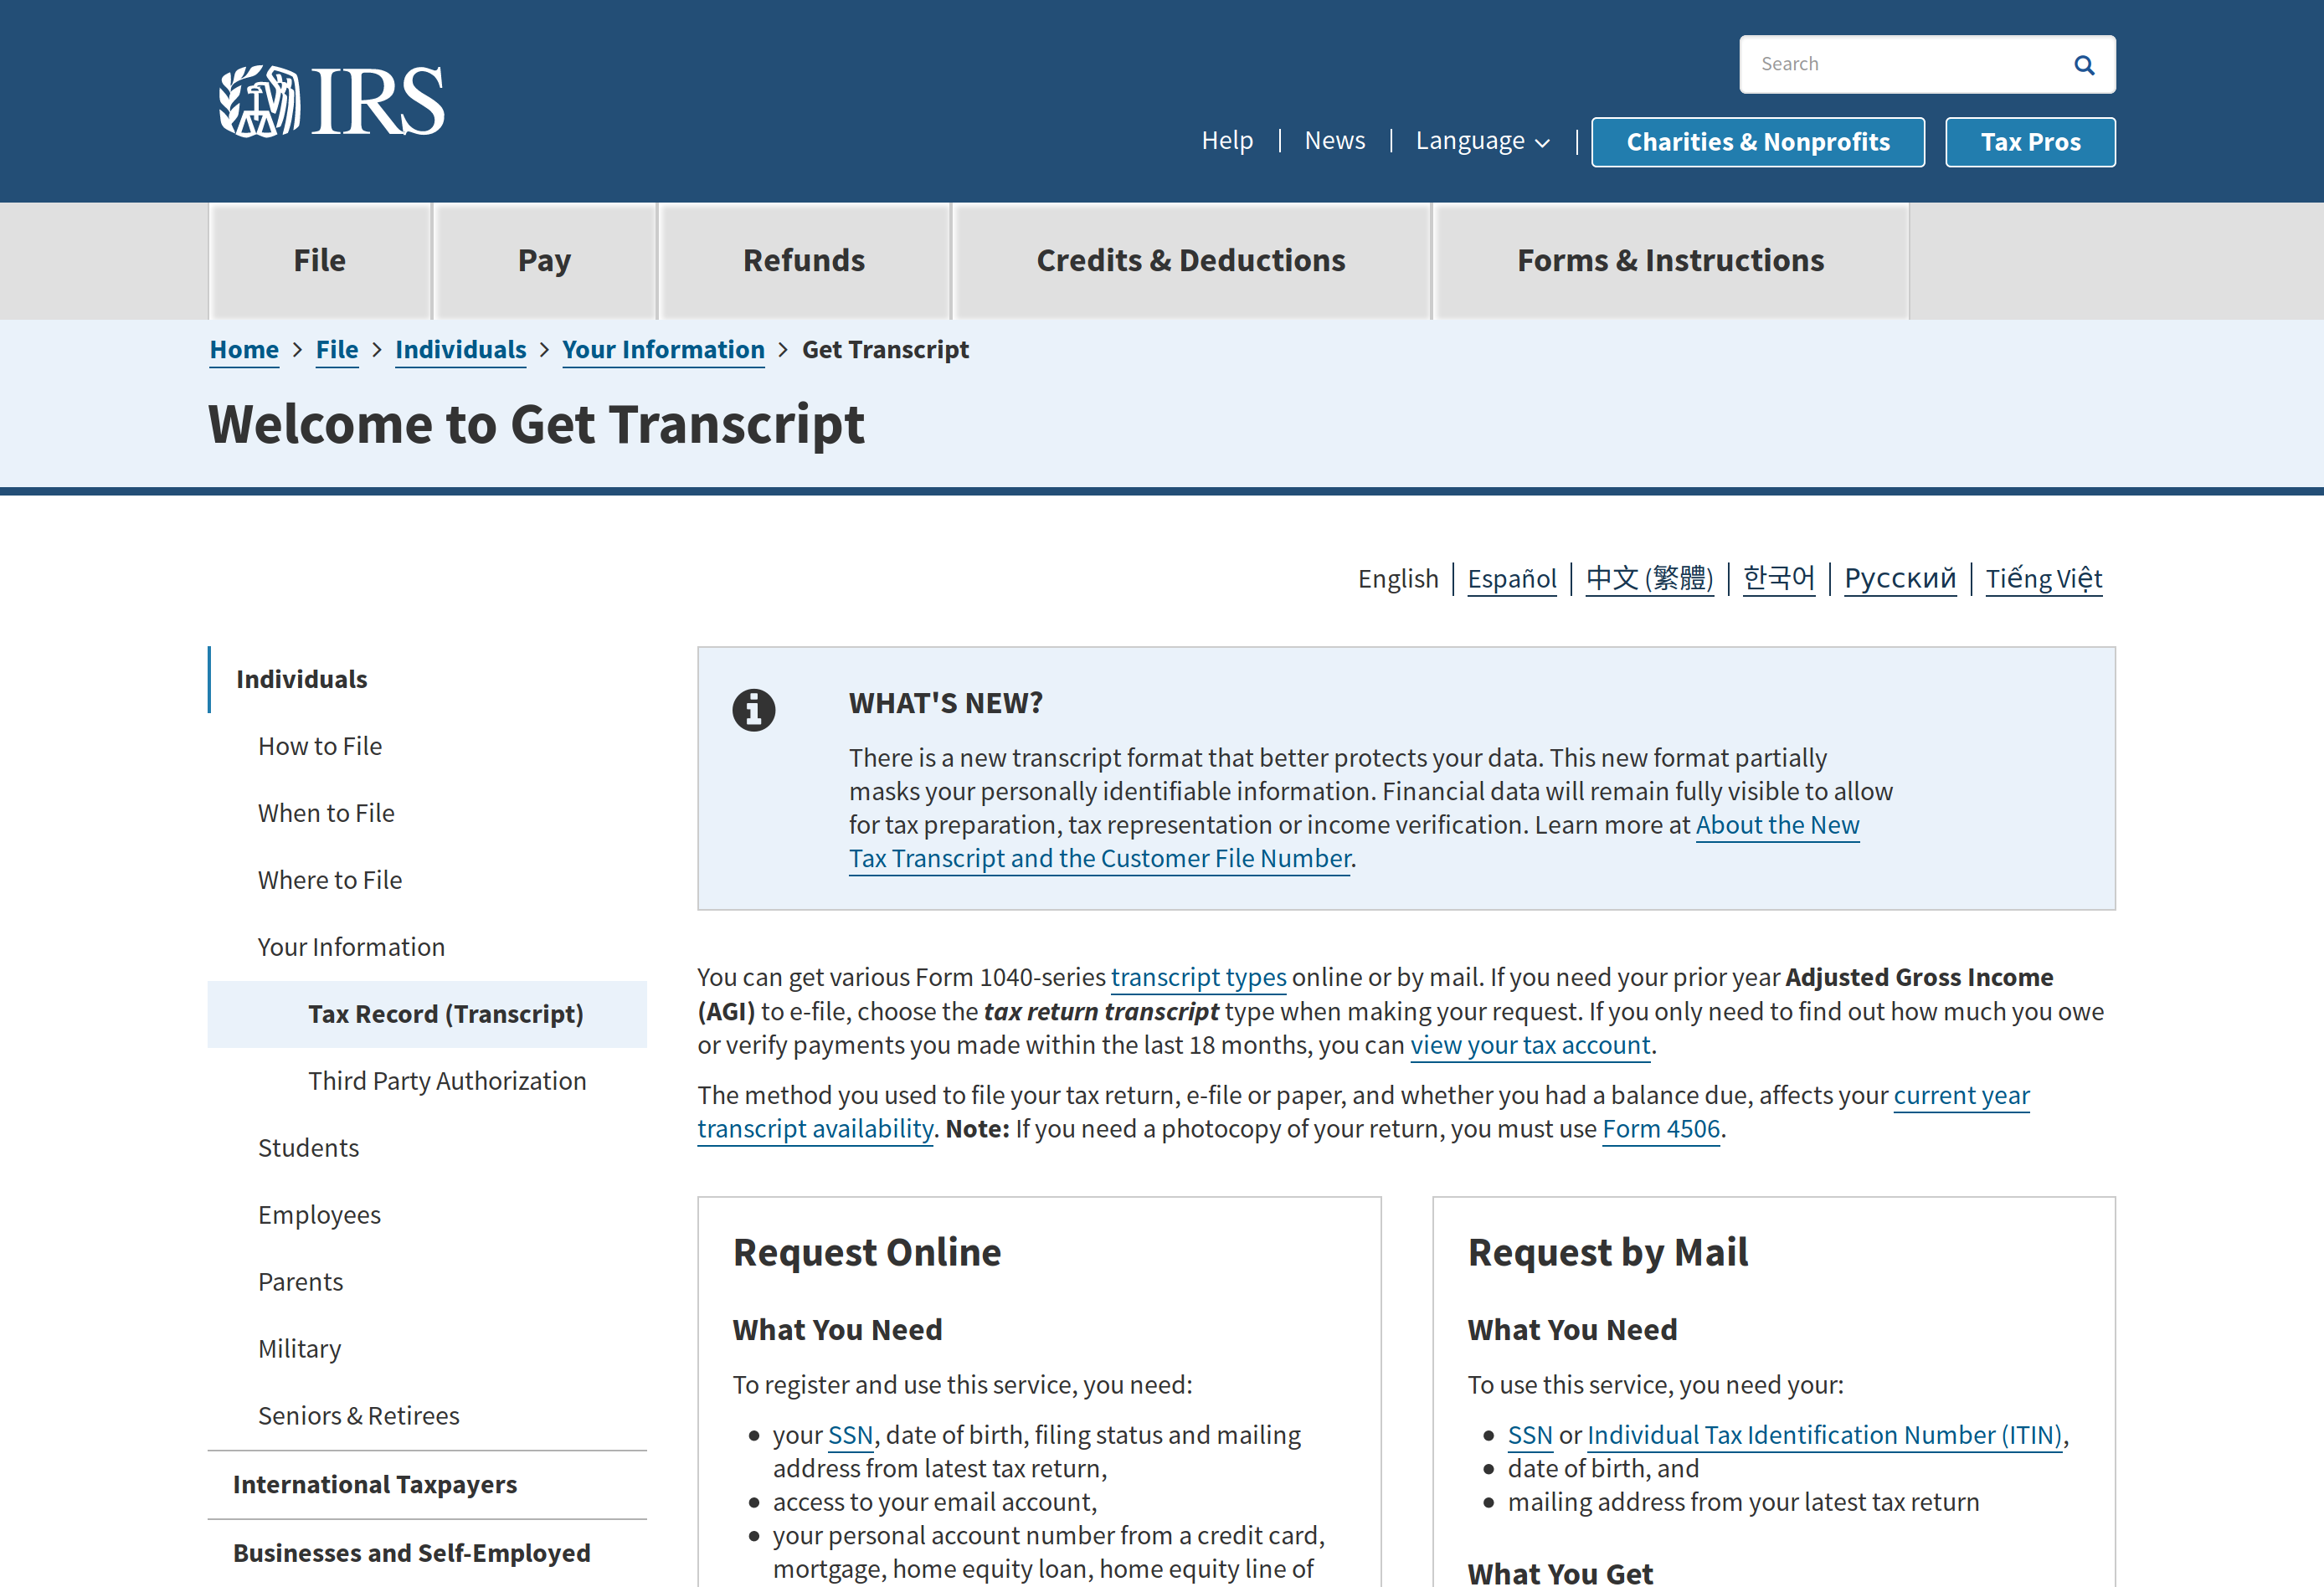 IRS
Search
Help
News
Language
Charities & Nonprofits
Tax Pros
File
Pay
Refunds
Credits & Deductions
Forms & Instructions
Home > File > Individuals > Your Information > Get Transcript
Welcome to Get Transcript
English | Español | 中文 (繁體) | 한국어 | Русский | Tiếng Việt
Individuals
How to File
When to File
Where to File
Your Information
Tax Record (Transcript)
Third Party Authorization
Students
Employees
Parents
Military
Seniors & Retirees
International Taxpayers
Businesses and Self-Employed
WHAT'S NEW?
There is a new transcript format that better protects your data. This new format partially
masks your personally identifiable information. Financial data will remain fully visible to allow
for tax preparation, tax representation or income verification. Learn more at About the New
Tax Transcript and the Customer File Number.
You can get various Form 1040-series transcript types online or by mail. If you need your prior year Adjusted Gross Income
(AGI) to e-file, choose the tax return transcript type when making your request. If you only need to find out how much you owe
or verify payments you made within the last 18 months, you can view your tax account.
The method you used to file your tax return, e-file or paper, and whether you had a balance due, affects your current year
transcript availability. Note: If you need a photocopy of your return, you must use Form 4506.
Request Online
What You Need
To register and use this service, you need:
• your SSN, date of birth, filing status and mailing
address from latest tax return,
• access to your email account,
• your personal account number from a credit card,
mortgage, home equity loan, home equity line of
Request by Mail
What You Need
To use this service, you need your:
• SSN or Individual Tax Identification Number (ITIN),
• date of birth, and
• mailing address from your latest tax return
What You Get